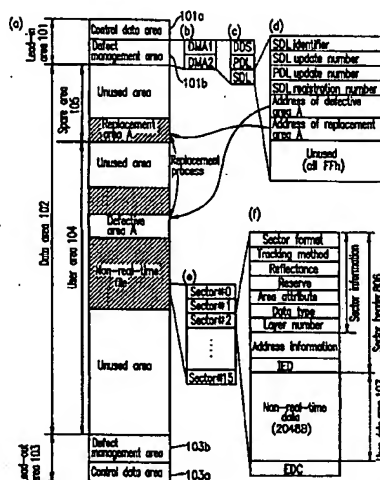 (a)
Lead-in area 101
Control data area
101a
Defect management area
101b
(b)
DMA1
DMA2
(c)
DDS
PDL
SDL
(d)
SDL identifier
SDL update number
PDL update number
SDL registration number
Address of defective area A
Address of replacement area A
Unused (all FFh)
Data area 102
Spare area 105
Unused area
Replacement area A
Replacement process
User area 104
Unused area
Defective area A
Non-real-time file
Unused area
(e)
Sector#0
Sector#1
Sector#2
Sector#15
(f)
Sector format
Tracking method
Reflectance
Reserve
Area attribute
Data type
Layer number
Address information
IED
Non-real-time data (2048B)
EDC
Sector information
Sector header 806
User data 107
Lead-out area 103
Defect management area
103b
Control data area
103a